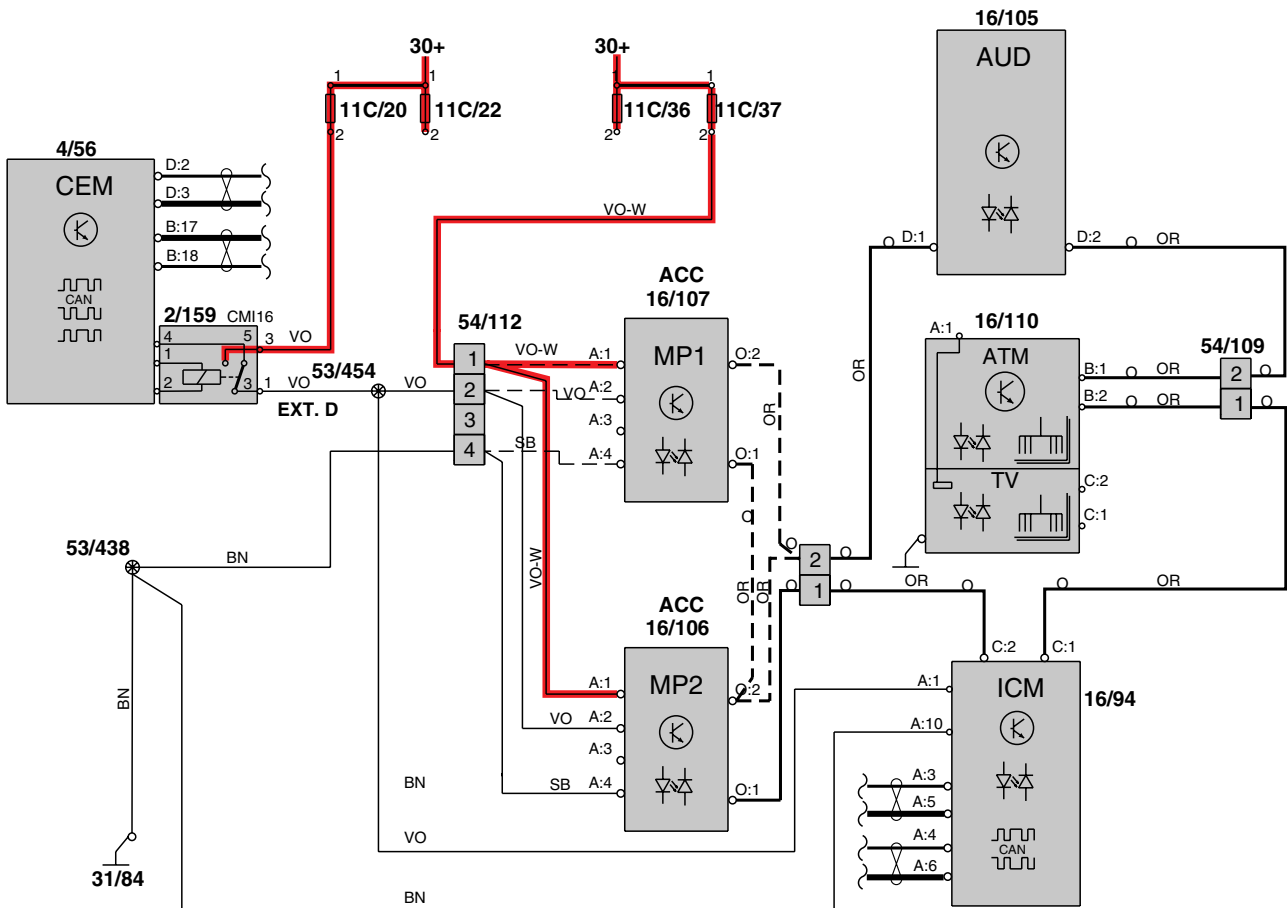 30+
30+
16/105
AUD
1
1
1
1
11C/20
11C/22
11C/36
11C/37
2
2
2
2
4/56
CEM
D:2
D:3
B:17
B:18
CAN
VO-W
D:1
D:2
OR
O
O
ACC
16/107
2/159
CMI16
4
5
3
VO
1
2
3
1
VO
EXT. D
53/454
VO
54/112
1
2
3
4
VO-W
VO
SB
A:1
A:2
A:3
A:4
MP1
O:2
O:1
OR
O
OR
OR
OR
16/110
A:1
ATM
B:1
B:2
OR
OR
O
O
54/109
2
1
O
O
TV
C:2
C:1
53/438
BN
VO-W
2
1
O
O
O
OR
O
O
OR
ACC
16/106
MP2
A:1
A:2
A:3
A:4
VO
SB
O:2
O:1
C:2
C:1
ICM
16/94
A:1
A:10
A:3
A:5
A:4
A:6
CAN
BN
BN
VO
BN
31/84